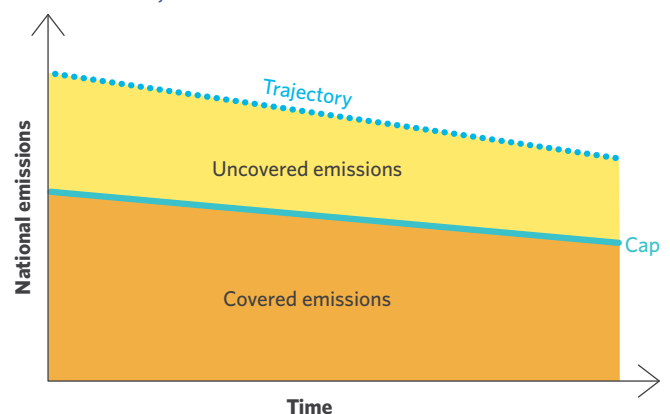 Trajectory
Uncovered emissions
National emissions
Cap
Covered emissions
Time